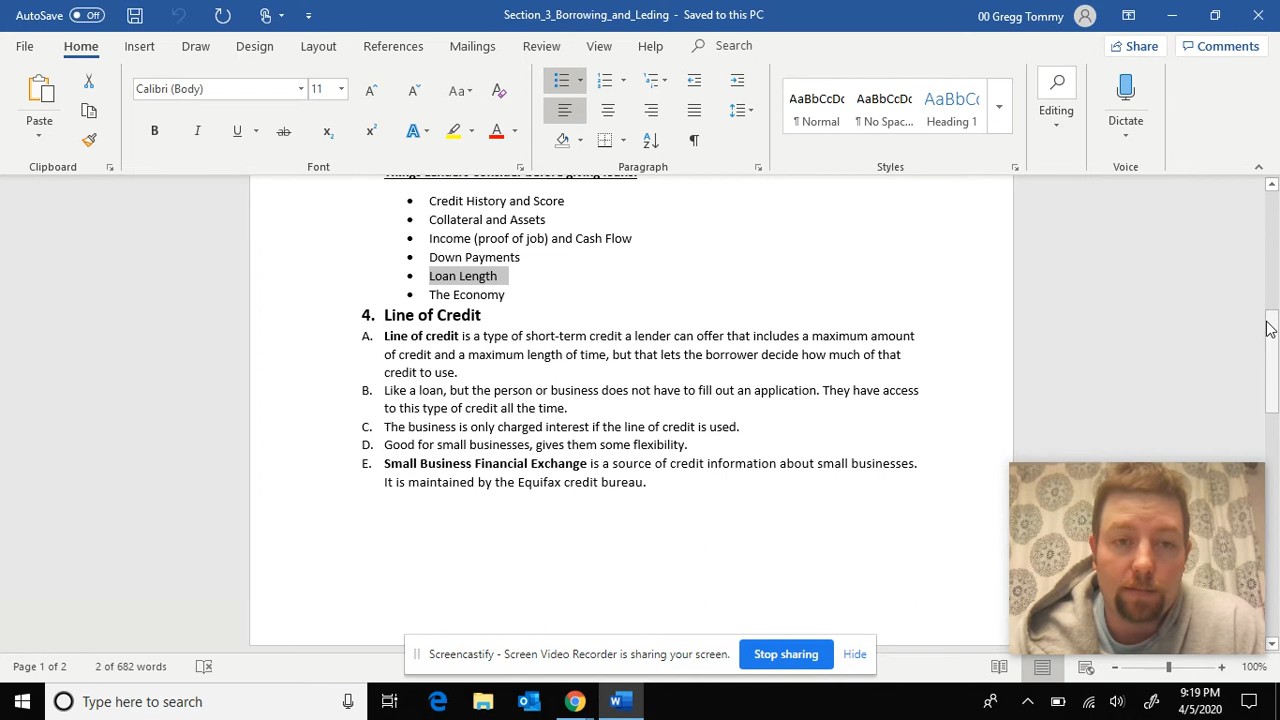 AutoSave Off
Section_3_Borrowing_and_Leding - Saved to this PC
00 Gregg Tommy
File Home Insert Draw Design Layout References Mailings Review View Help Search Share Comments
Calibri (Body) 11
Paste
AaBbCcDc AaBbCcDc AaBbCc
¶ Normal ¶ No Spac... Heading 1
Editing
Dictate
Clipboard Font Paragraph Styles Voice
Things Lenders consider before giving loans:
• Credit History and Score
• Collateral and Assets
• Income (proof of job) and Cash Flow
• Down Payments
• Loan Length
• The Economy
4. Line of Credit
A. Line of credit is a type of short-term credit a lender can offer that includes a maximum amount
of credit and a maximum length of time, but that lets the borrower decide how much of that
credit to use.
B. Like a loan, but the person or business does not have to fill out an application. They have access
to this type of credit all the time.
C. The business is only charged interest if the line of credit is used.
D. Good for small businesses, gives them some flexibility.
E. Small Business Financial Exchange is a source of credit information about small businesses.
It is maintained by the Equifax credit bureau.
Screencastify - Screen Video Recorder is sharing your screen. Stop sharing Hide
Page 1 of 2 2 of 682 words 100%
Type here to search
9:19 PM
4/5/2020